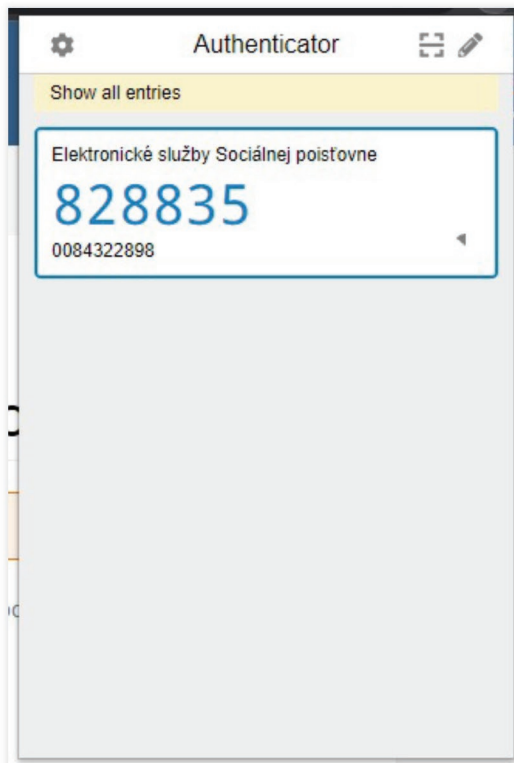 Authenticator
Show all entries
Elektronické služby Sociálnej poisťovne
828835
0084322898